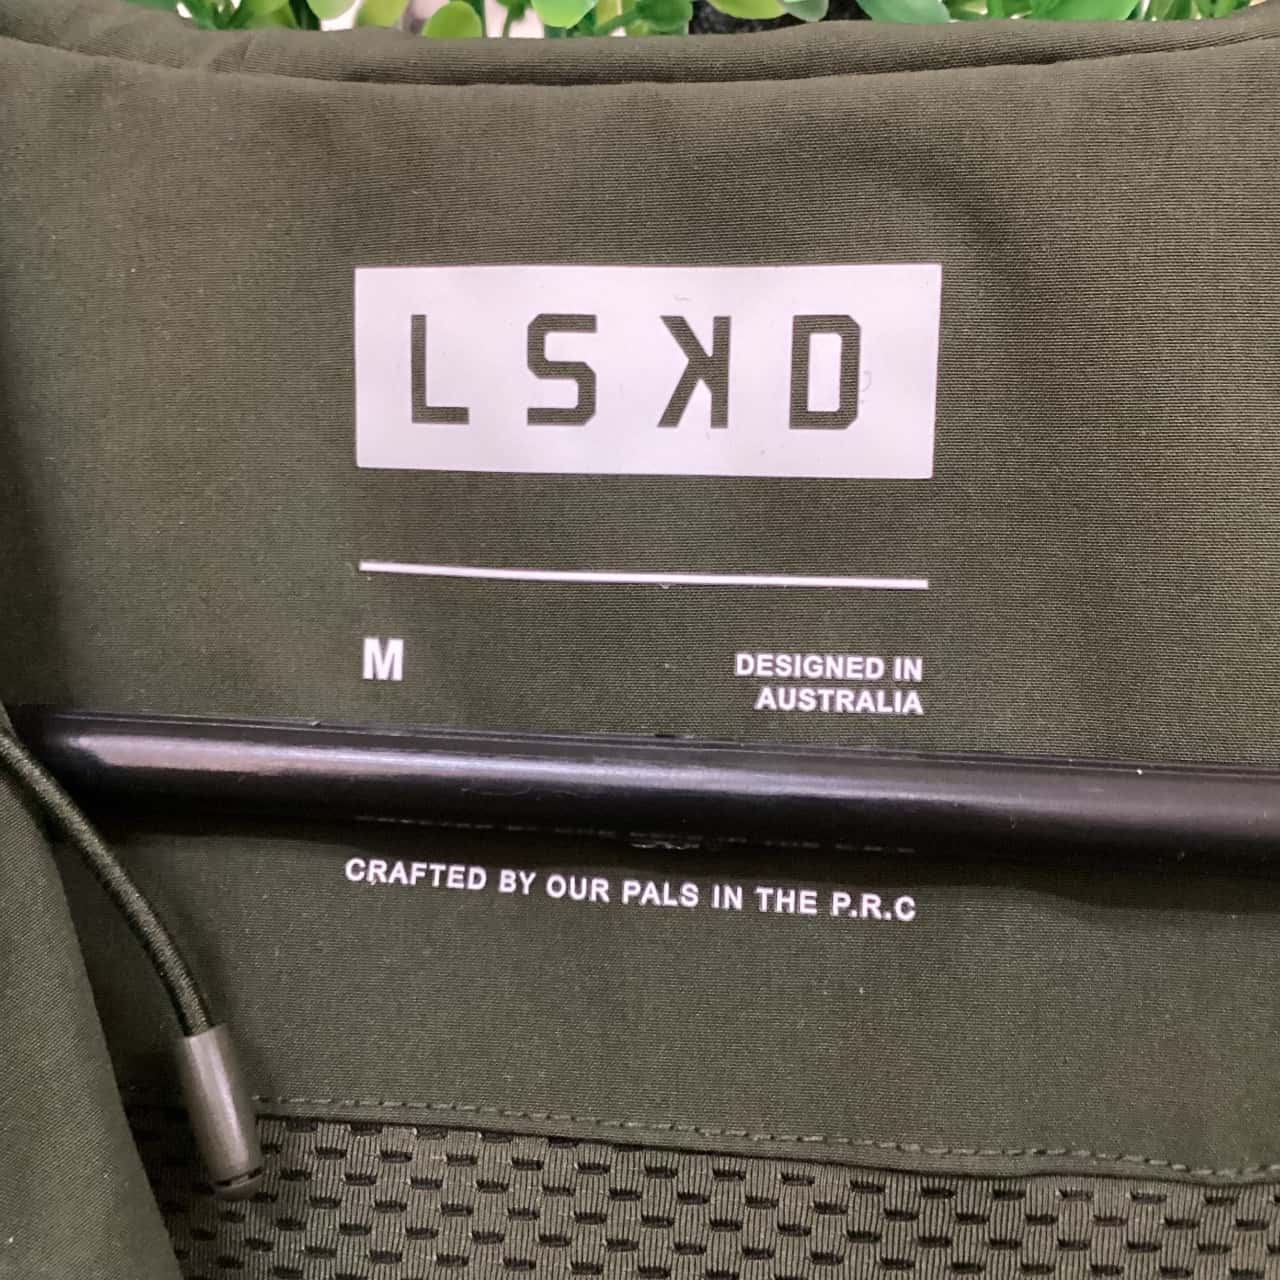 LSKD
M
DESIGNED IN
AUSTRALIA
CRAFTED BY OUR PALS IN THE P.R.C